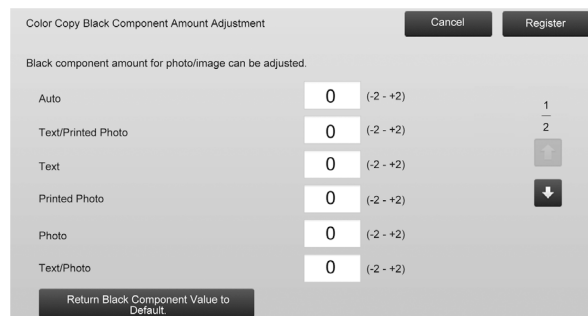 Color Copy Black Component Amount Adjustment
Cancel
Register
Black component amount for photo/image can be adjusted.
Auto 0 (-2 - +2)
1
2
Text/Printed Photo 0 (-2 - +2)
Text 0 (-2 - +2)
Printed Photo 0 (-2 - +2)
Photo 0 (-2 - +2)
Text/Photo 0 (-2 - +2)
Return Black Component Value to
Default.